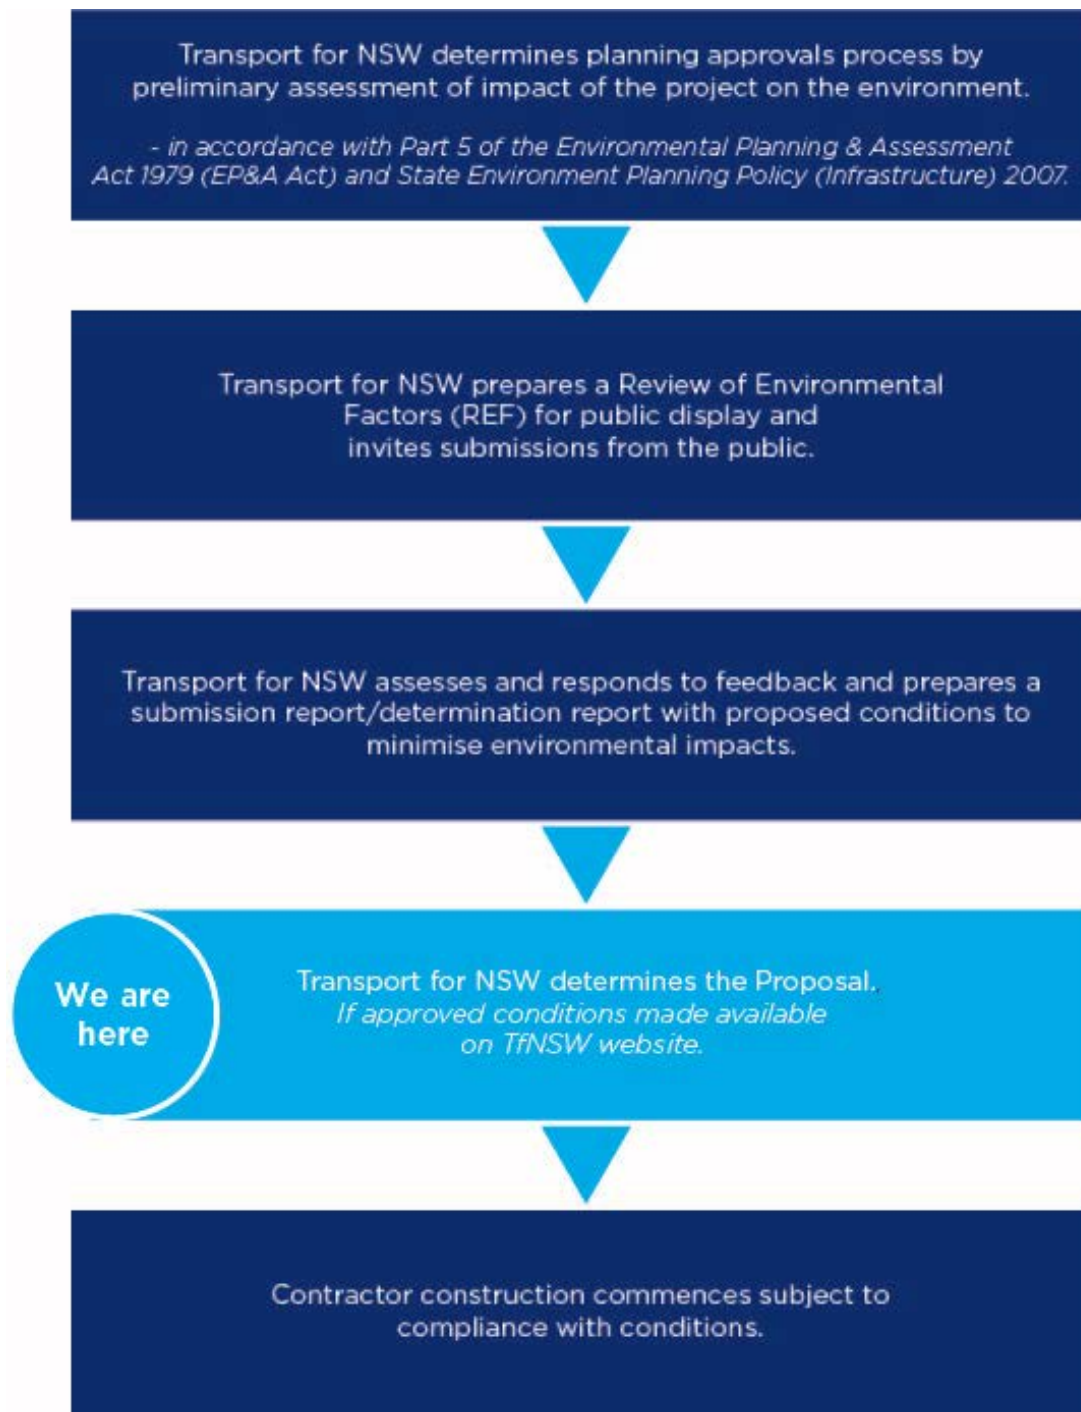 Transport for NSW determines planning approvals process by
preliminary assessment of impact of the project on the environment.
- in accordance with Part 5 of the Environmental Planning & Assessment
Act 1979 (EP&A Act) and State Environment Planning Policy (Infrastructure) 2007.
Transport for NSW prepares a Review of Environmental
Factors (REF) for public display and
invites submissions from the public.
Transport for NSW assesses and responds to feedback and prepares a
submission report/determination report with proposed conditions to
minimise environmental impacts.
We are
here
Transport for NSW determines the Proposal..
If approved conditions made available
on TfNSW website.
Contractor construction commences subject to
compliance with conditions.